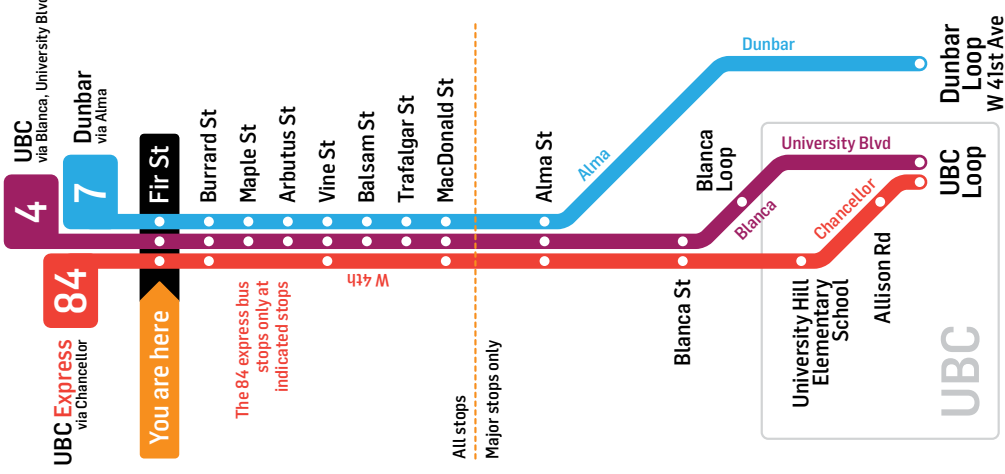 4
UBC
via Blanca, University Blvd
7
Dunbar
via Alma
84
UBC Express
via Chancellor
You are here
Fir St
Burrard St
Maple St
Arbutus St
Vine St
Balsam St
Trafalgar St
MacDonald St
Alma St
W 4th
The 84 express bus
stops only at
indicated stops
All stops
Major stops only
Alma
Dunbar
Dunbar
Loop
W 41st Ave
Blanca St
Blanca
Loop
Blanca
University Blvd
University Hill
Elementary
School
Chancellor
Allison Rd
UBC
Loop
UBC